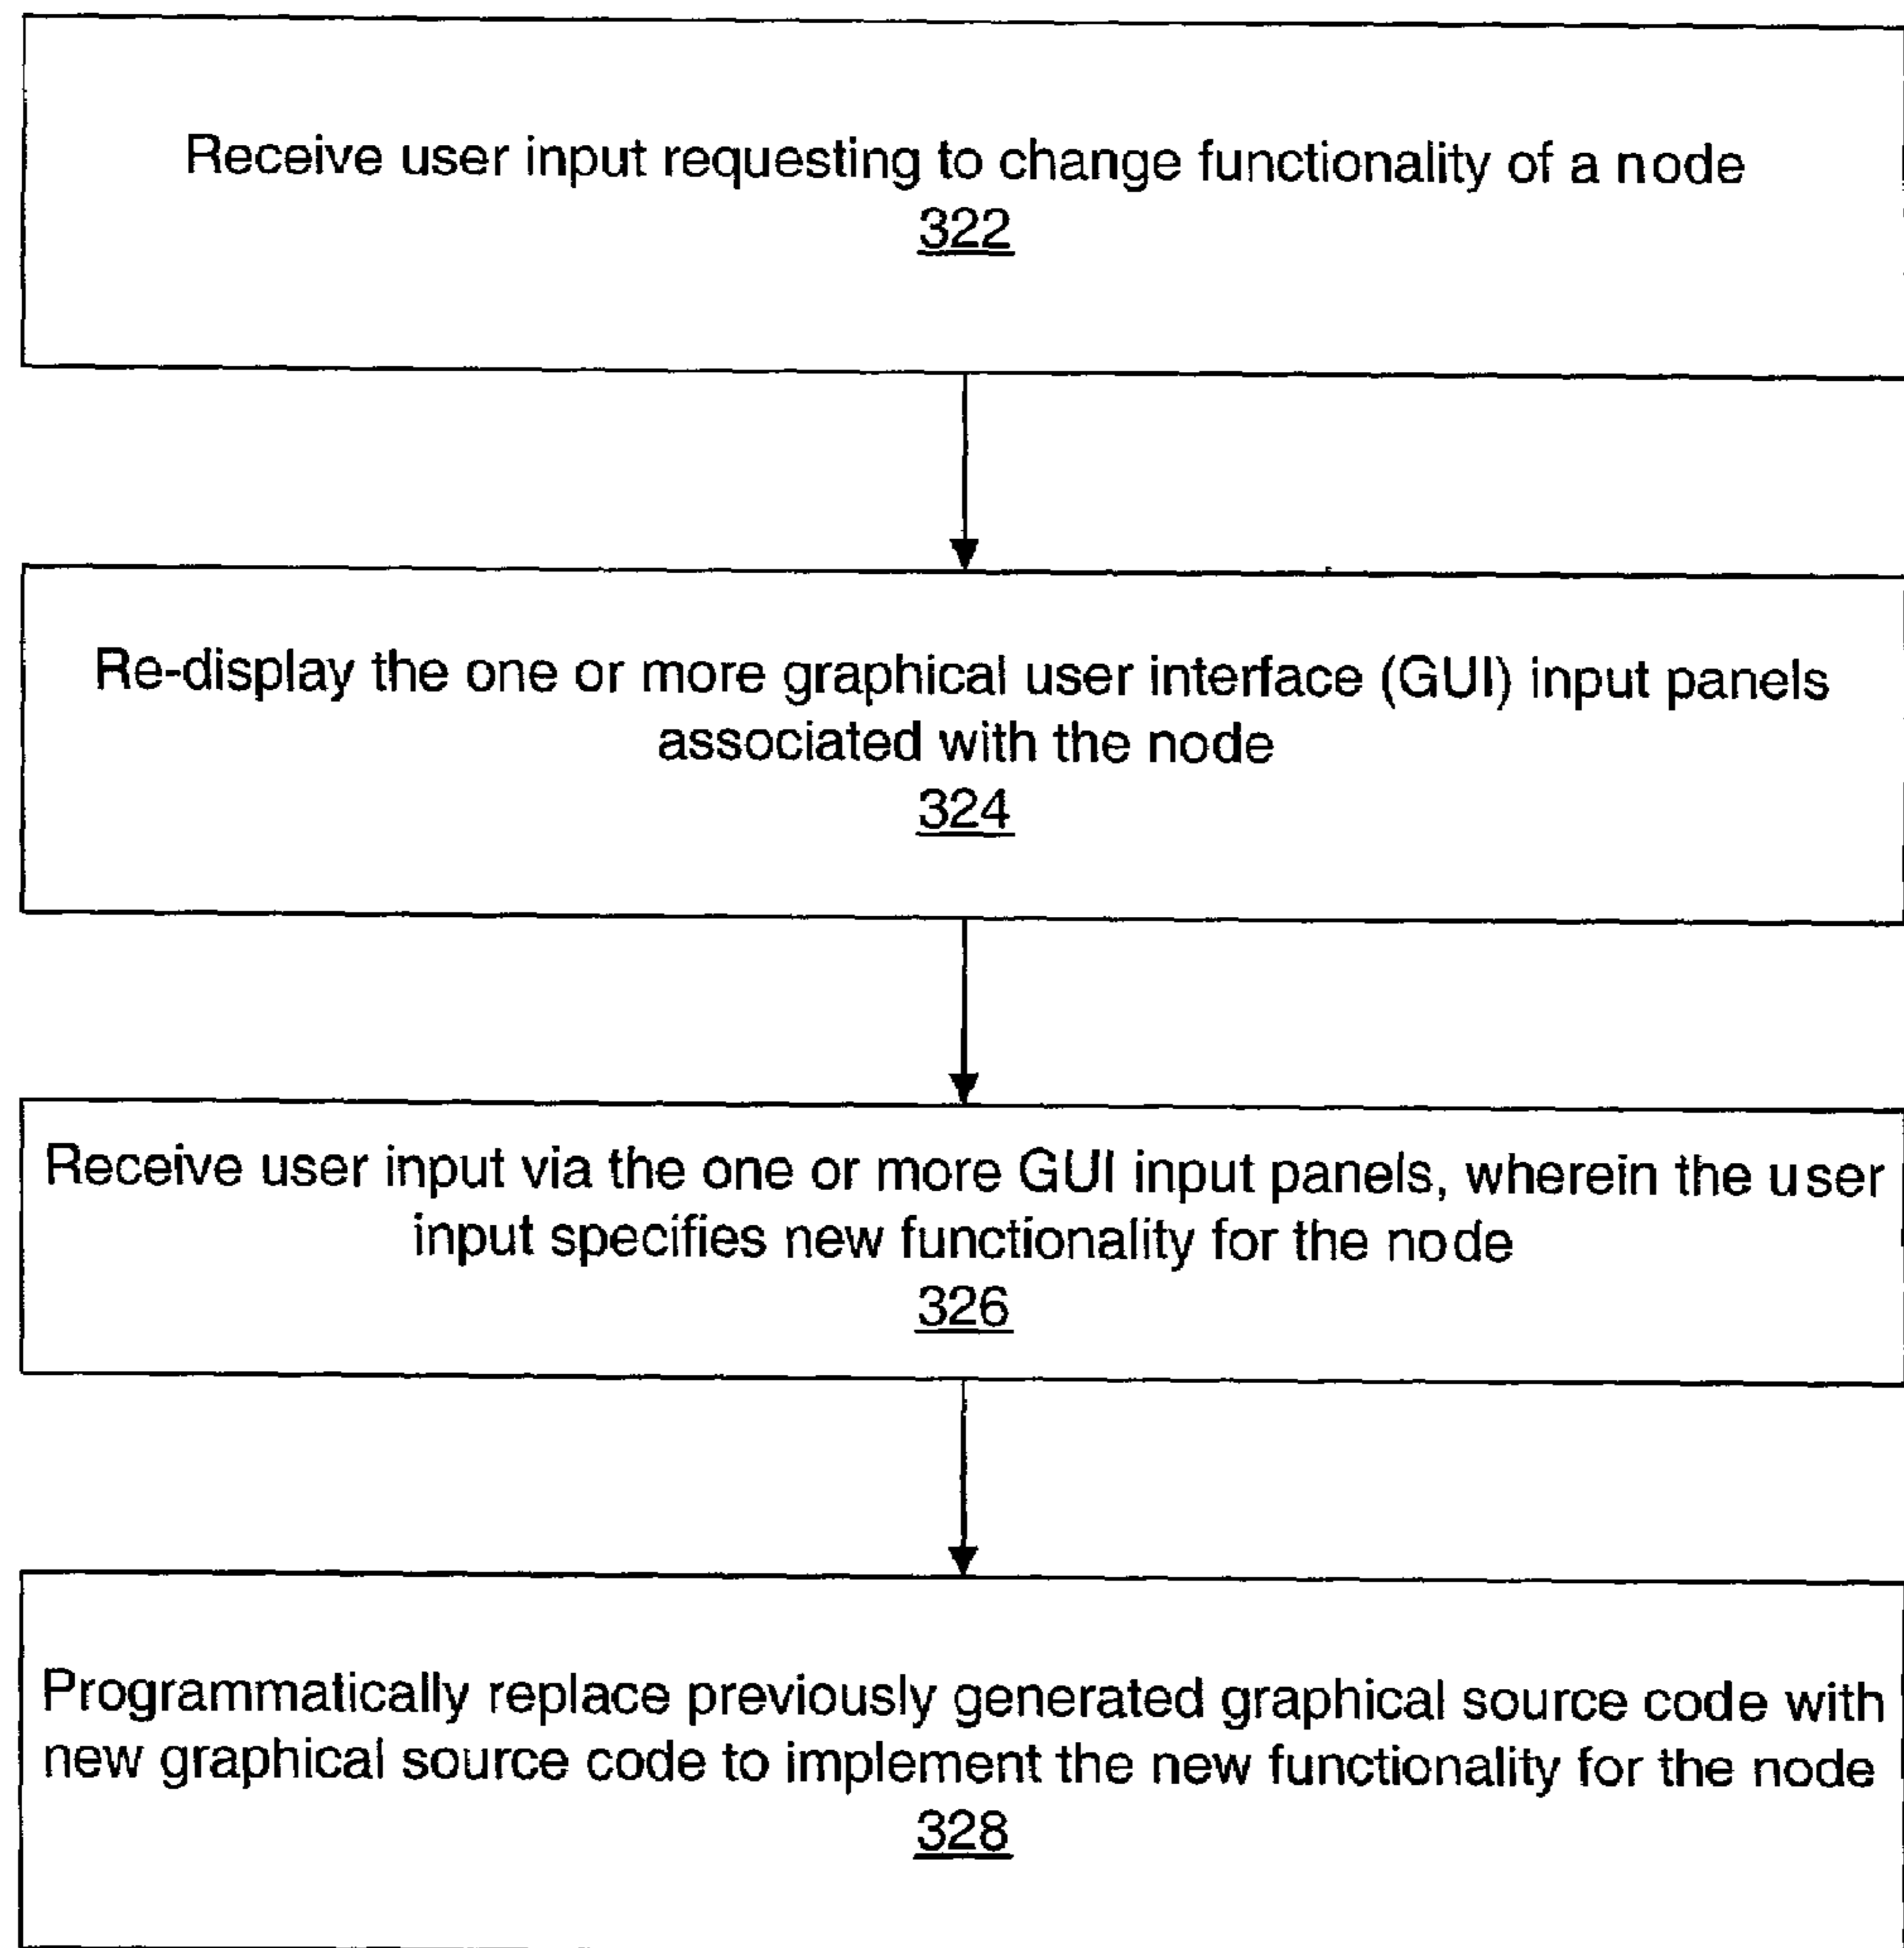 Receive user input requesting to change functionality of a node
322
Re-display the one or more graphical user interface (GUI) input panels
associated with the node
324
Receive user input via the one or more GUI input panels, wherein the user
input specifies new functionality for the node
326
Programmatically replace previously generated graphical source code with
new graphical source code to implement the new functionality for the node
328